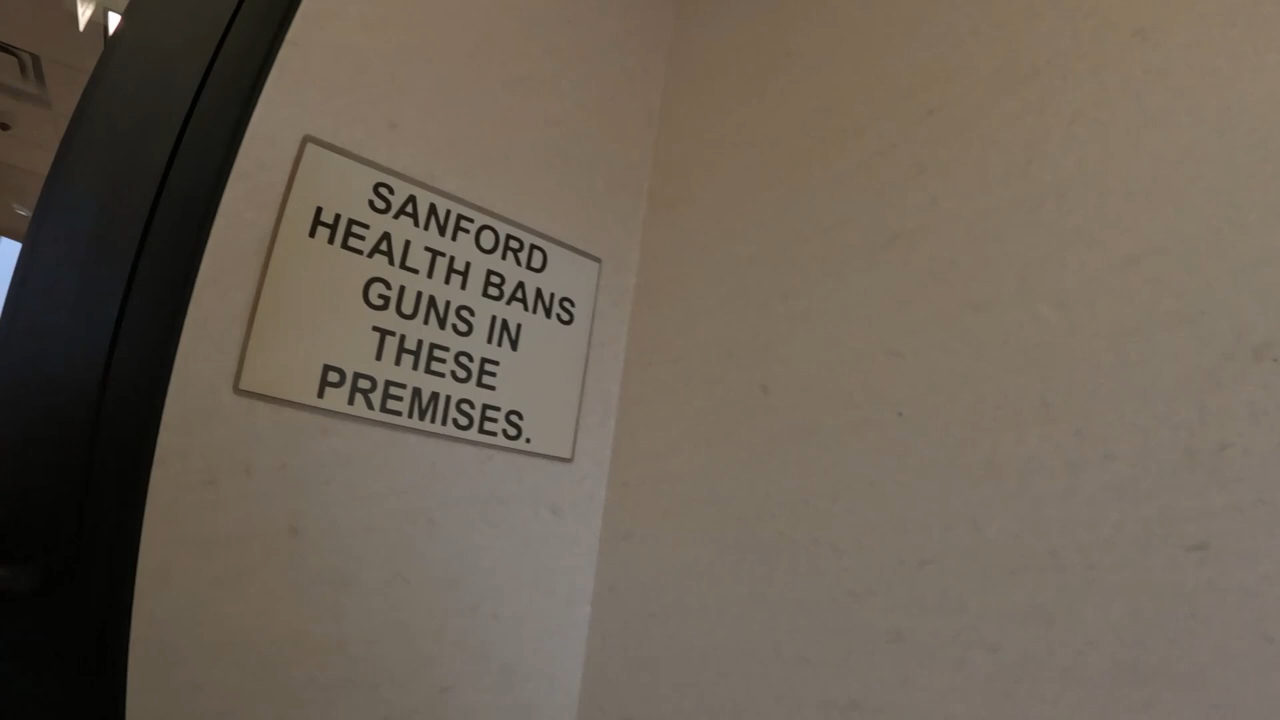 SANFORD
HEALTH BANS
GUNS IN
THESE
PREMISES.